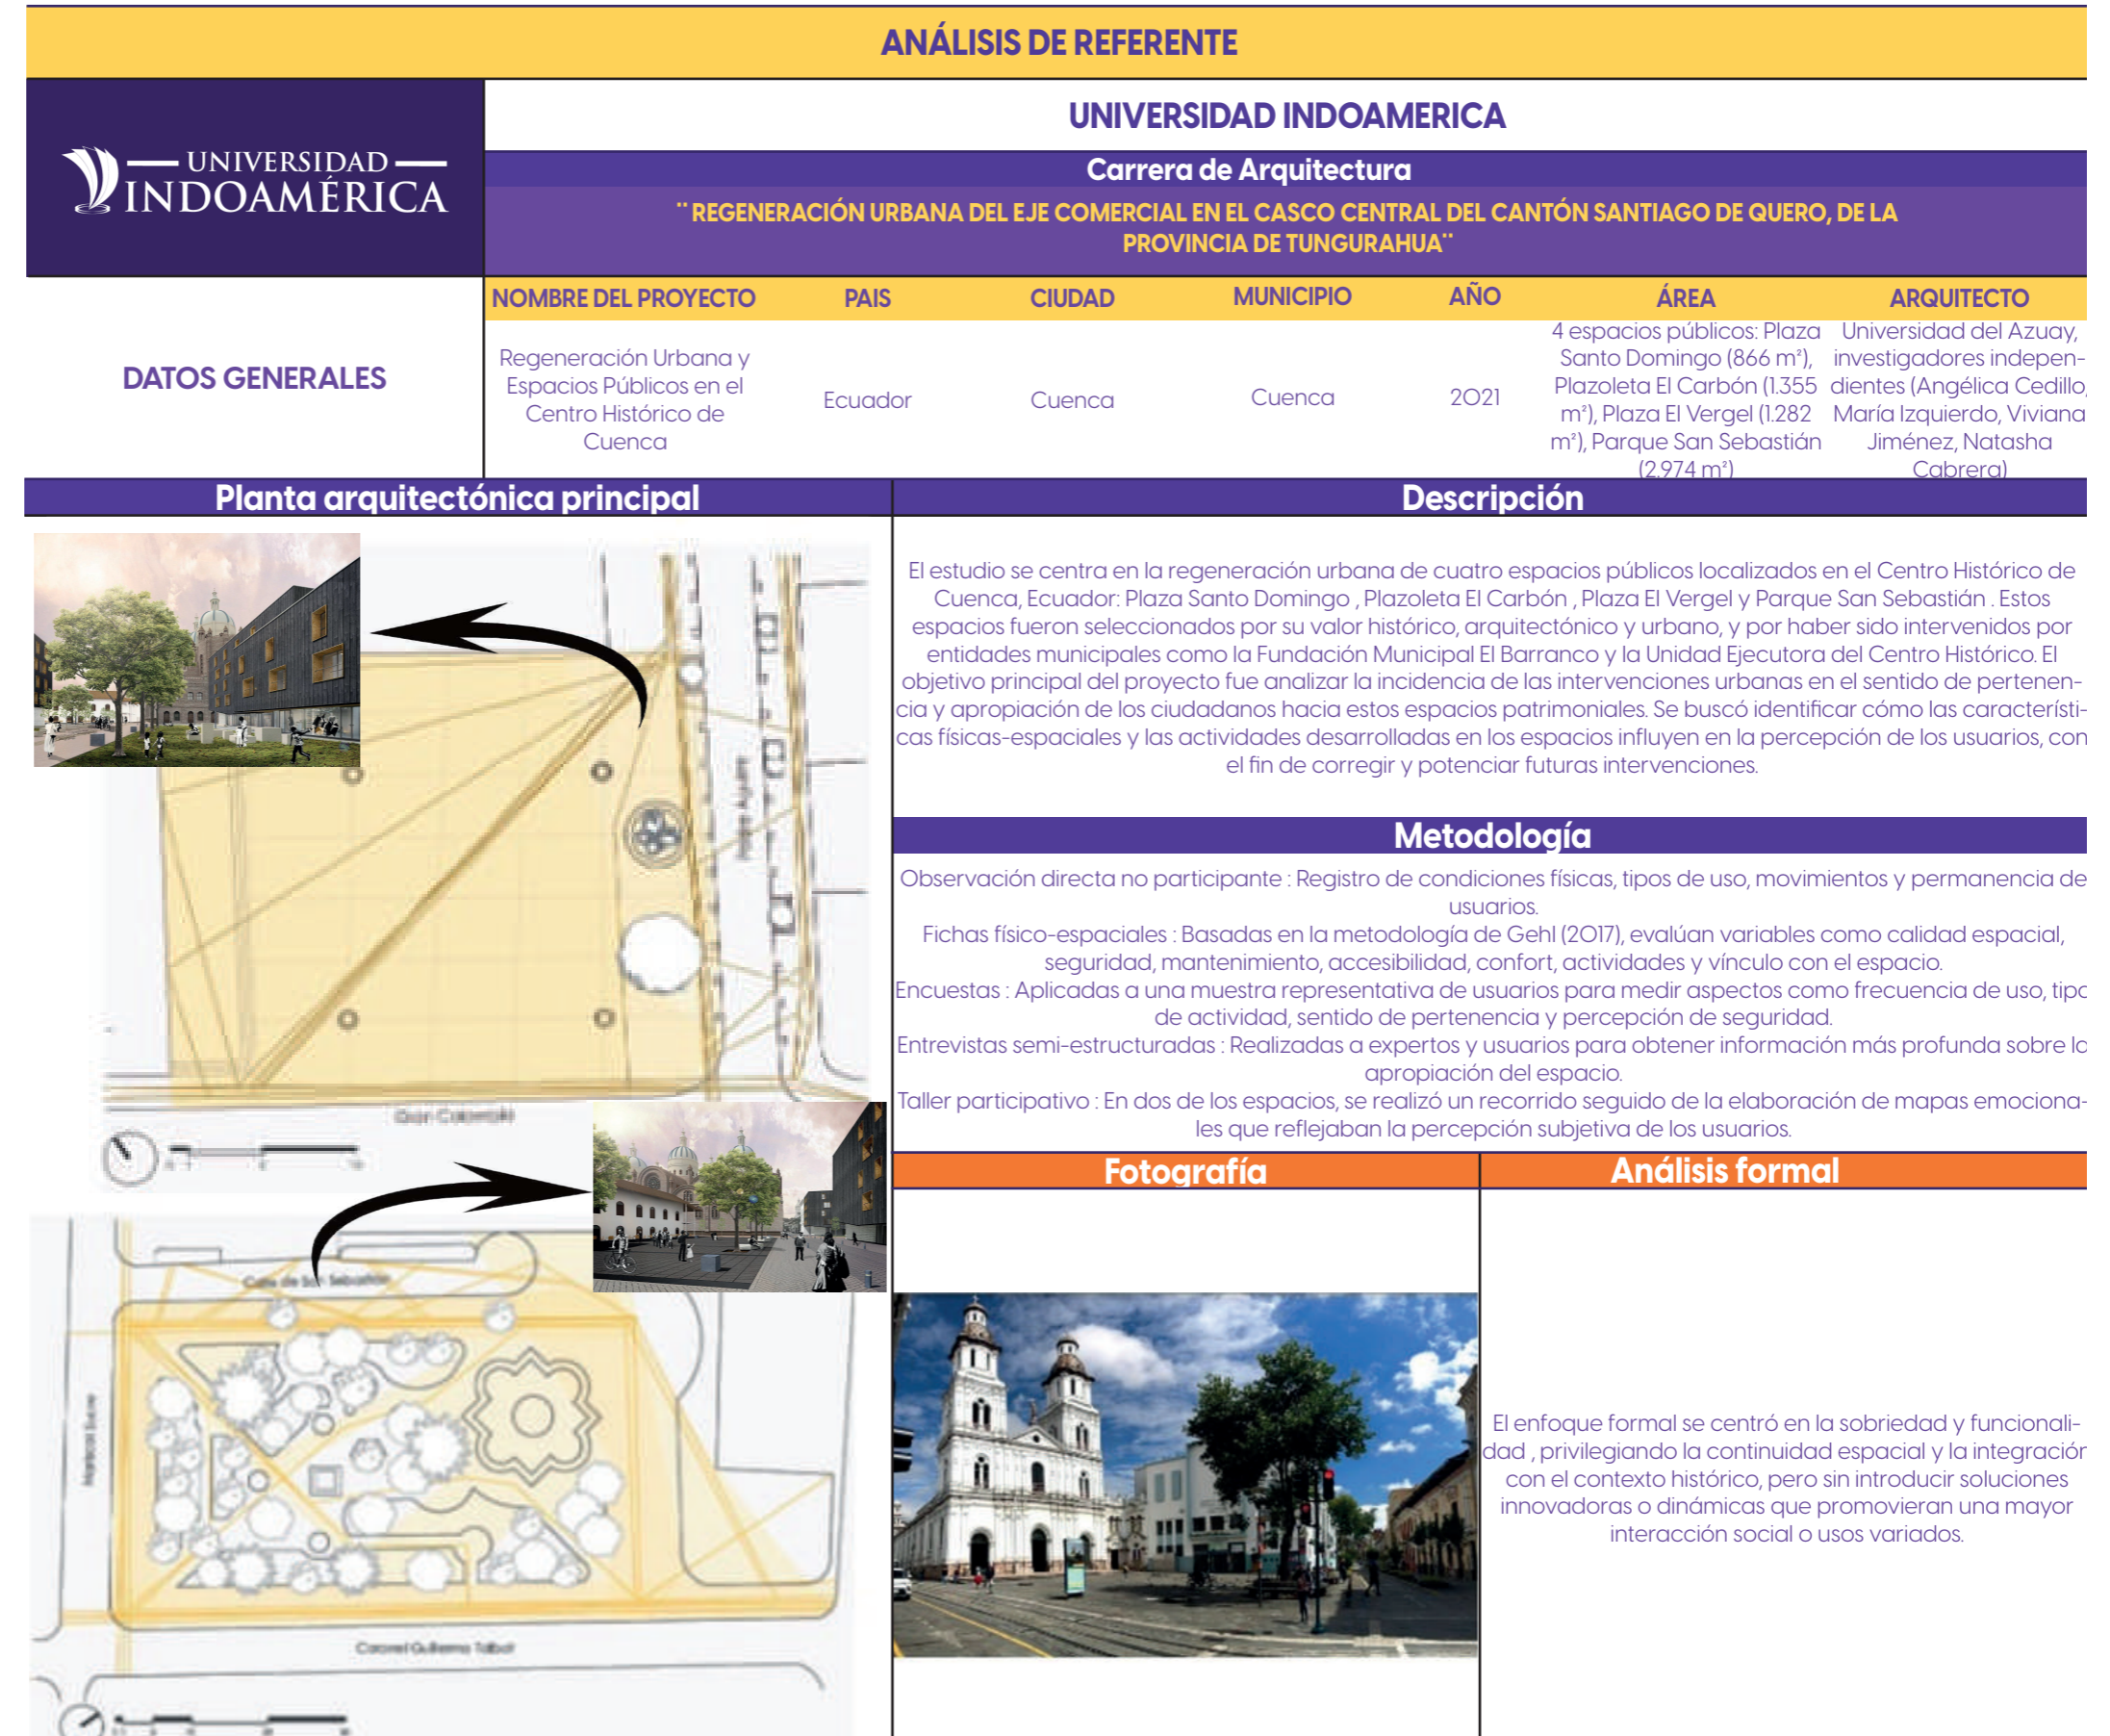 ANÁLISIS DE REFERENTE
UNIVERSIDAD
INDOAMÉRICA
UNIVERSIDAD INDOAMERICA
Carrera de Arquitectura
¨ REGENERACIÓN URBANA DEL EJE COMERCIAL EN EL CASCO CENTRAL DEL CANTÓN SANTIAGO DE QUERO, DE LA
PROVINCIA DE TUNGURAHUA¨
DATOS GENERALES
NOMBRE DEL PROYECTO
Regeneración Urbana y
Espacios Públicos en el
Centro Histórico de
Cuenca
PAIS
Ecuador
CIUDAD
Cuenca
MUNICIPIO
Cuenca
AÑO
2021
ÁREA
4 espacios públicos: Plaza
Santo Domingo (866 m²),
Plazoleta El Carbón (1.355
m²), Plaza El Vergel (1.282
m²), Parque San Sebastián
(2.974 m²)
ARQUITECTO
Universidad del Azuay,
investigadores indepen-
dientes (Angélica Cedillo,
María Izquierdo, Viviana
Jiménez, Natasha
Cabrera)
Planta arquitectónica principal
Calle de San Sebastián
Mariscal Sucre
Coronel Guillermo Talbot
Descripción
El estudio se centra en la regeneración urbana de cuatro espacios públicos localizados en el Centro Histórico de
Cuenca, Ecuador: Plaza Santo Domingo , Plazoleta El Carbón , Plaza El Vergel y Parque San Sebastián . Estos
espacios fueron seleccionados por su valor histórico, arquitectónico y urbano, y por haber sido intervenidos por
entidades municipales como la Fundación Municipal El Barranco y la Unidad Ejecutora del Centro Histórico. El
objetivo principal del proyecto fue analizar la incidencia de las intervenciones urbanas en el sentido de pertenen-
cia y apropiación de los ciudadanos hacia estos espacios patrimoniales. Se buscó identificar cómo las característi-
cas físicas-espaciales y las actividades desarrolladas en los espacios influyen en la percepción de los usuarios, con
el fin de corregir y potenciar futuras intervenciones.
Metodología
Observación directa no participante : Registro de condiciones físicas, tipos de uso, movimientos y permanencia de
usuarios.
Fichas físico-espaciales : Basadas en la metodología de Gehl (2017), evalúan variables como calidad espacial,
seguridad, mantenimiento, accesibilidad, confort, actividades y vínculo con el espacio.
Encuestas : Aplicadas a una muestra representativa de usuarios para medir aspectos como frecuencia de uso, tipo
de actividad, sentido de pertenencia y percepción de seguridad.
Entrevistas semi-estructuradas : Realizadas a expertos y usuarios para obtener información más profunda sobre la
apropiación del espacio.
Taller participativo : En dos de los espacios, se realizó un recorrido seguido de la elaboración de mapas emociona-
les que reflejaban la percepción subjetiva de los usuarios.
Fotografía
Análisis formal
El enfoque formal se centró en la sobriedad y funcionali-
dad , privilegiando la continuidad espacial y la integración
con el contexto histórico, pero sin introducir soluciones
innovadoras o dinámicas que promovieran una mayor
interacción social o usos variados.